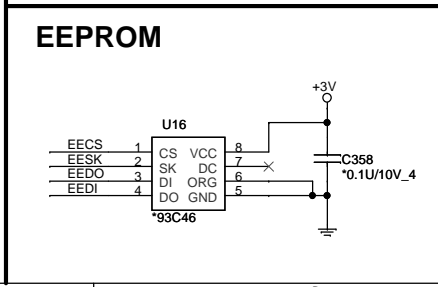 EEPROM
+3V
U16
EECS 1 CS VCC 8
EESK 2 SK DC 7
EEDO 3 DI ORG 6
EEDI 4 DO GND 5
*93C46
C358
*0.1U/10V_4